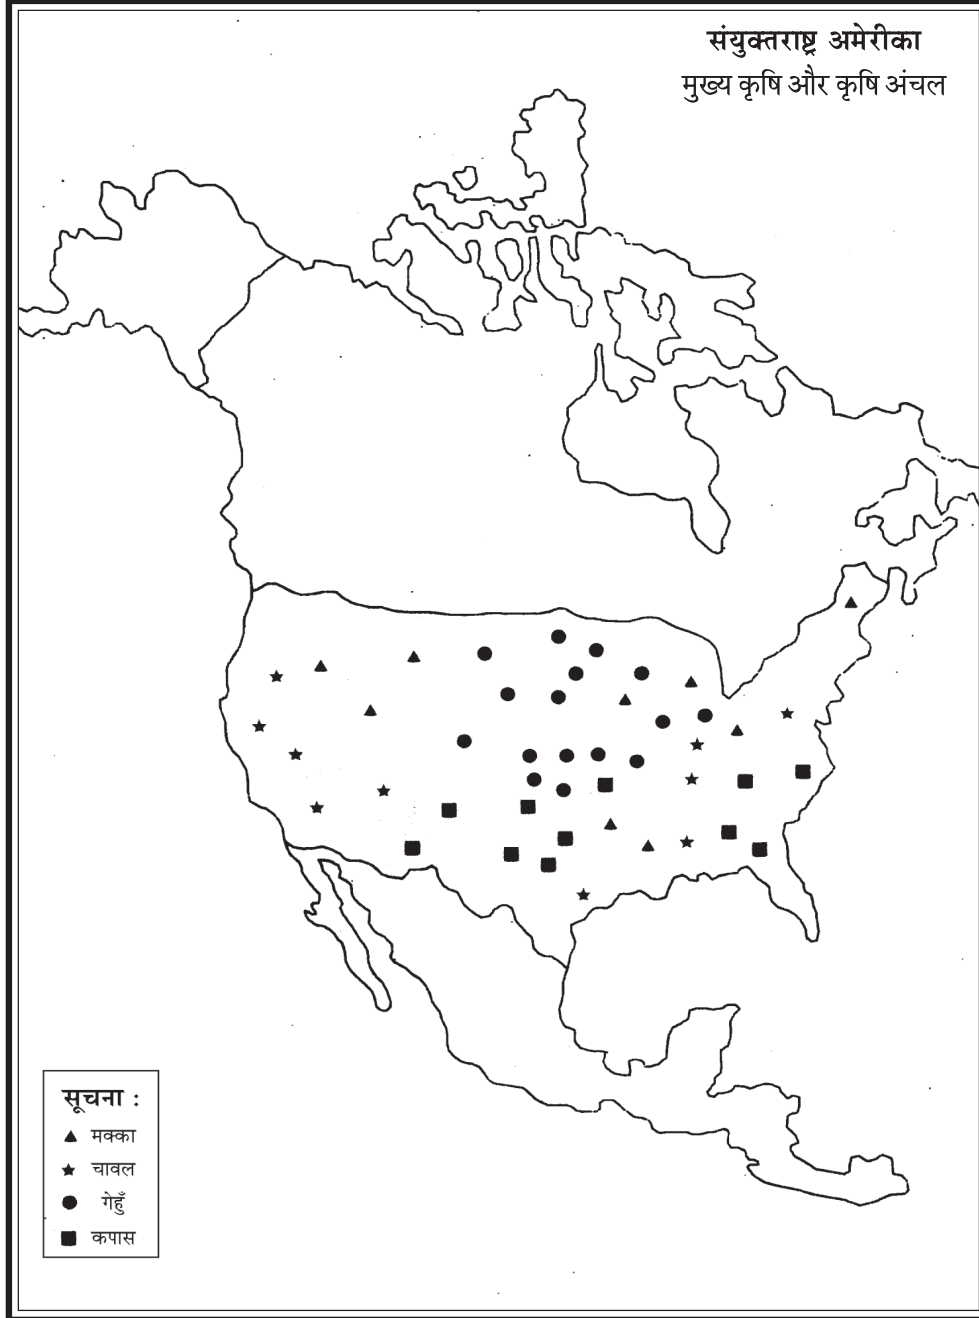 संयुक्तराष्ट्र अमेरीका
मुख्य कृषि और कृषि अंचल
सूचना :
मक्का
चावल
गेहुँ
कपास